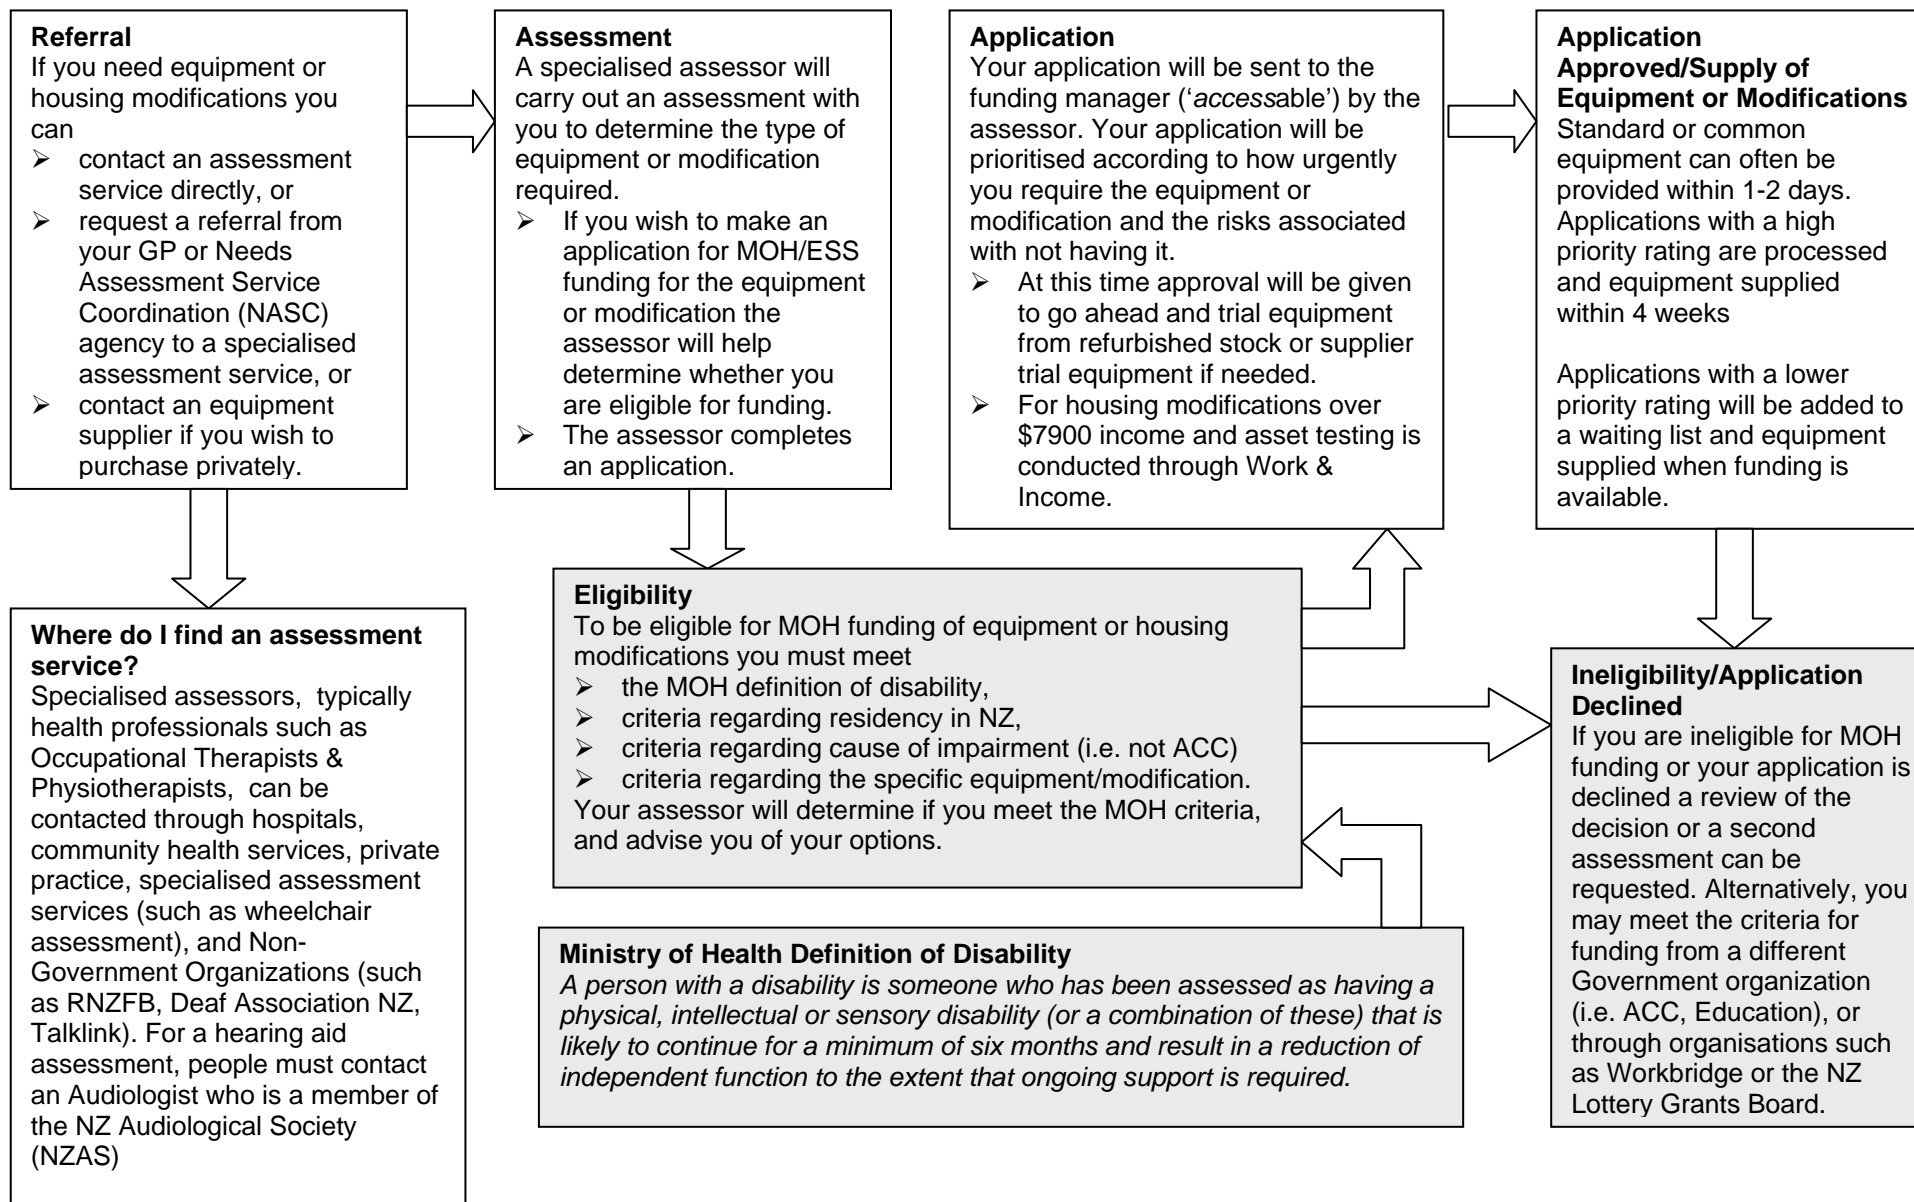 Referral
If you need equipment or
housing modifications you
can
➢ contact an assessment
service directly, or
➢ request a referral from
your GP or Needs
Assessment Service
Coordination (NASC)
agency to a specialised
assessment service, or
➢ contact an equipment
supplier if you wish to
purchase privately.
Assessment
A specialised assessor will
carry out an assessment with
you to determine the type of
equipment or modification
required.
➢ If you wish to make an
application for MOH/ESS
funding for the equipment
or modification the
assessor will help
determine whether you
are eligible for funding.
➢ The assessor completes
an application.
Application
Your application will be sent to the
funding manager (‘accessable’) by the
assessor. Your application will be
prioritised according to how urgently
you require the equipment or
modification and the risks associated
with not having it.
➢ At this time approval will be given
to go ahead and trial equipment
from refurbished stock or supplier
trial equipment if needed.
➢ For housing modifications over
$7900 income and asset testing is
conducted through Work &
Income.
Application
Approved/Supply of
Equipment or Modifications
Standard or common
equipment can often be
provided within 1-2 days.
Applications with a high
priority rating are processed
and equipment supplied
within 4 weeks
Applications with a lower
priority rating will be added to
a waiting list and equipment
supplied when funding is
available.
Where do I find an assessment
service?
Specialised assessors, typically
health professionals such as
Occupational Therapists &
Physiotherapists, can be
contacted through hospitals,
community health services, private
practice, specialised assessment
services (such as wheelchair
assessment), and Non-
Government Organizations (such
as RNZFB, Deaf Association NZ,
Talklink). For a hearing aid
assessment, people must contact
an Audiologist who is a member of
the NZ Audiological Society
(NZAS)
Eligibility
To be eligible for MOH funding of equipment or housing
modifications you must meet
➢ the MOH definition of disability,
➢ criteria regarding residency in NZ,
➢ criteria regarding cause of impairment (i.e. not ACC)
➢ criteria regarding the specific equipment/modification.
Your assessor will determine if you meet the MOH criteria,
and advise you of your options.
Ministry of Health Definition of Disability
A person with a disability is someone who has been assessed as having a
physical, intellectual or sensory disability (or a combination of these) that is
likely to continue for a minimum of six months and result in a reduction of
independent function to the extent that ongoing support is required.
Ineligibility/Application
Declined
If you are ineligible for MOH
funding or your application is
declined a review of the
decision or a second
assessment can be
requested. Alternatively, you
may meet the criteria for
funding from a different
Government organization
(i.e. ACC, Education), or
through organisations such
as Workbridge or the NZ
Lottery Grants Board.